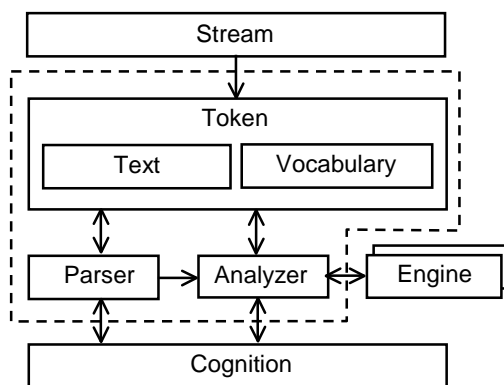 Stream
Token
Text
Vocabulary
Parser
Analyzer
Engine
Cognition